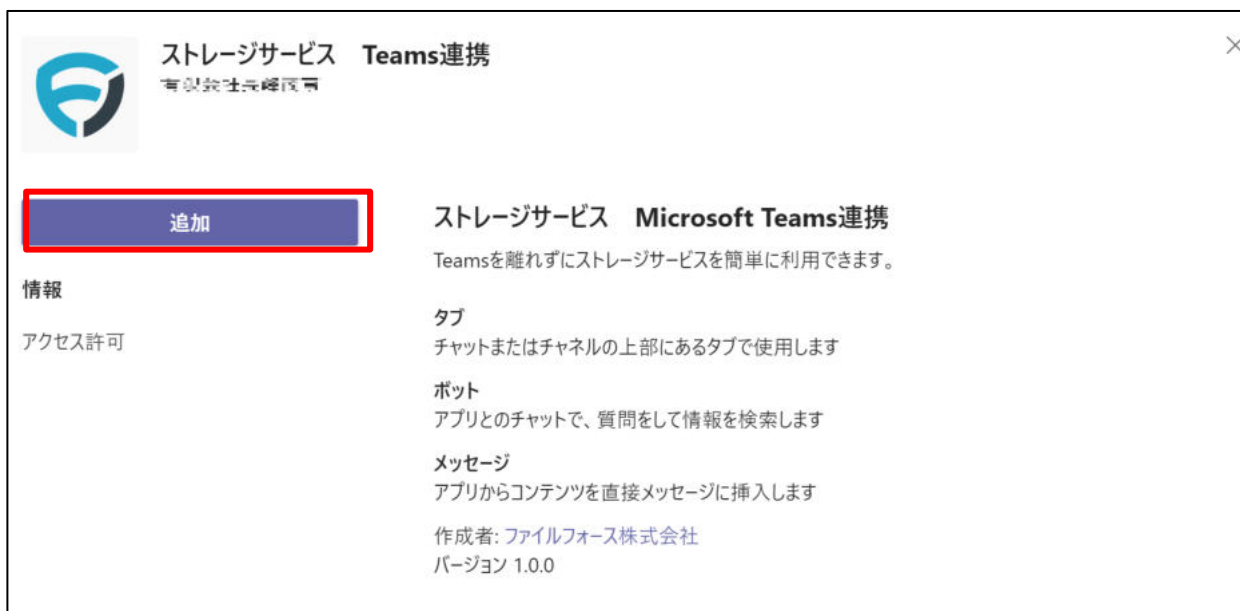 ストレージサービス　Teams連携
追加
情報
アクセス許可
ストレージサービス　Microsoft Teams連携
Teamsを離れずにストレージサービスを簡単に利用できます。
タブ
チャットまたはチャネルの上部にあるタブで使用します
ボット
アプリとのチャットで、質問をして情報を検索します
メッセージ
アプリからコンテンツを直接メッセージに挿入します
作成者: ファイルフォース株式会社
バージョン 1.0.0